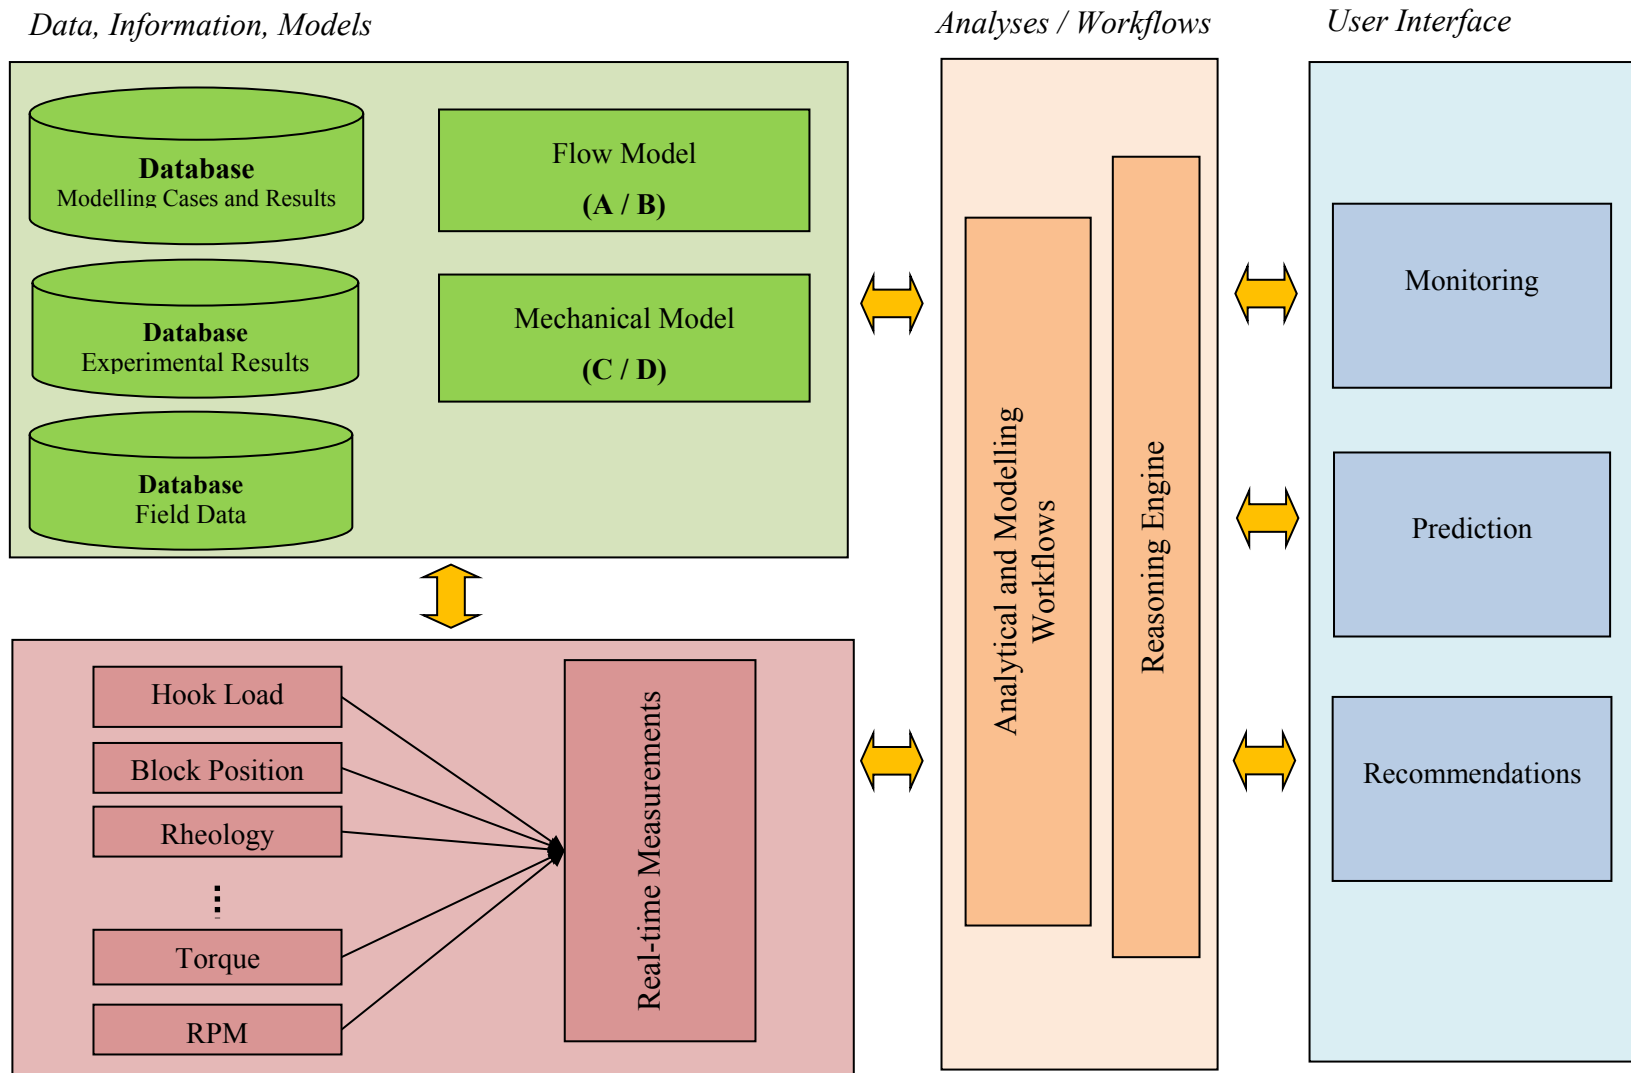 Data, Information, Models
Analyses / Workflows
User Interface
Database
Modelling Cases and Results
Database
Experimental Results
Database
Field Data
Flow Model
(A / B)
Mechanical Model
(C / D)
Hook Load
Block Position
Rheology
Torque
RPM
Real-time Measurements
Analytical and Modelling
Workflows
Reasoning Engine
Monitoring
Prediction
Recommendations